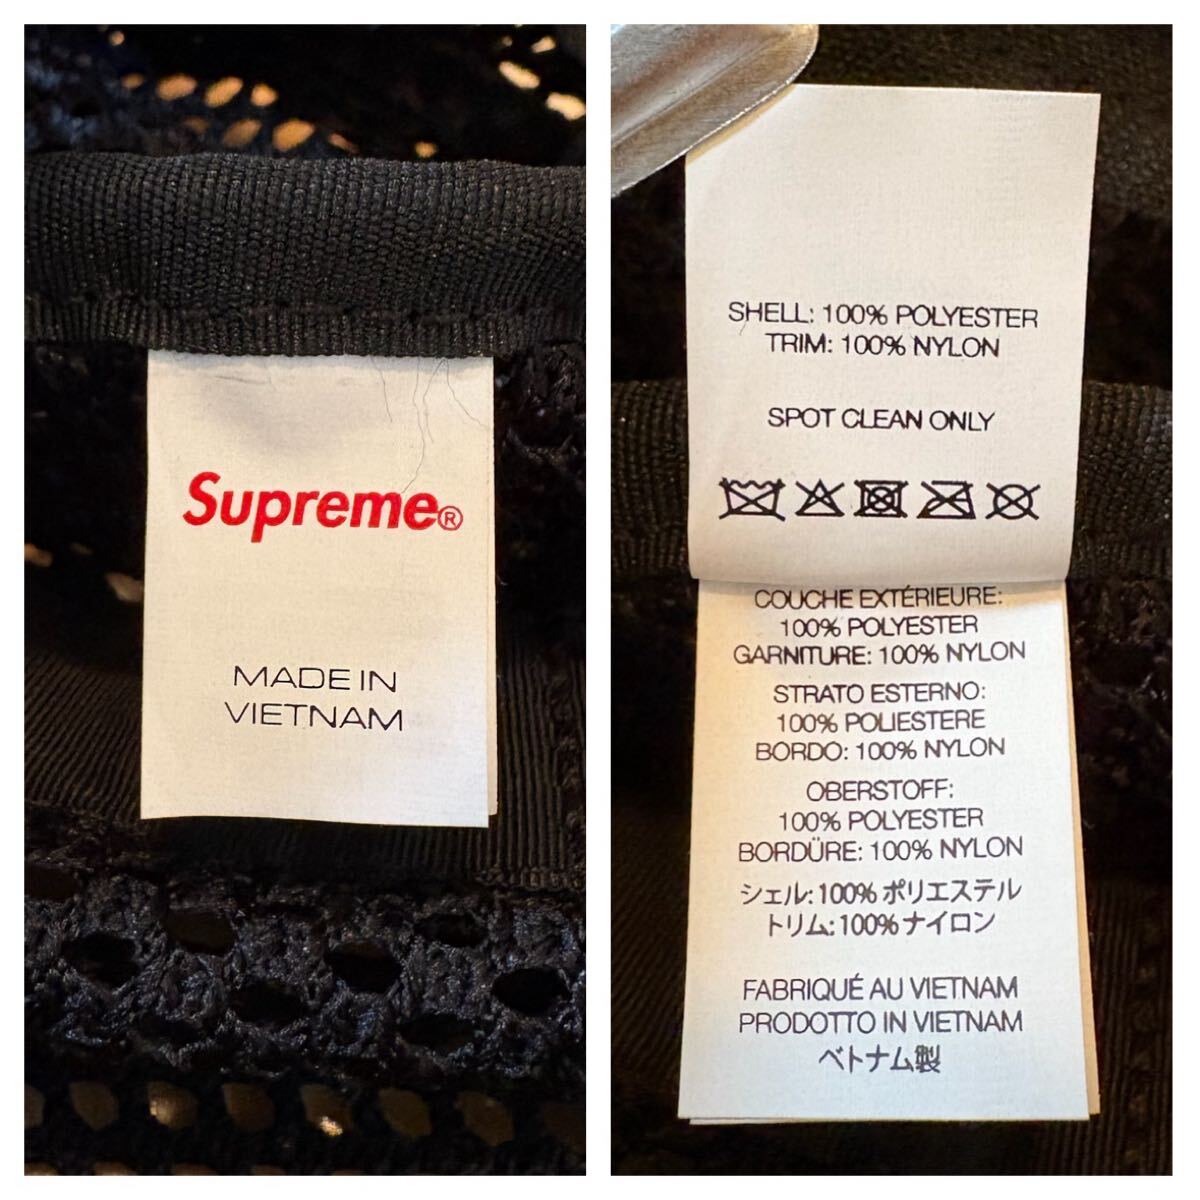 Supreme®
MADE IN
VIETNAM
SHELL: 100% POLYESTER
TRIM: 100% NYLON
SPOT CLEAN ONLY
COUCHE EXTÉRIEURE:
100% POLYESTER
GARNITURE: 100% NYLON
STRATO ESTERNO:
100% POLIESTERE
BORDO: 100% NYLON
OBERSTOFF:
100% POLYESTER
BORDÜRE: 100% NYLON
シェル:100% ポリエステル
トリム:100% ナイロン
FABRIQUÉ AU VIETNAM
PRODOTTO IN VIETNAM
ベトナム製